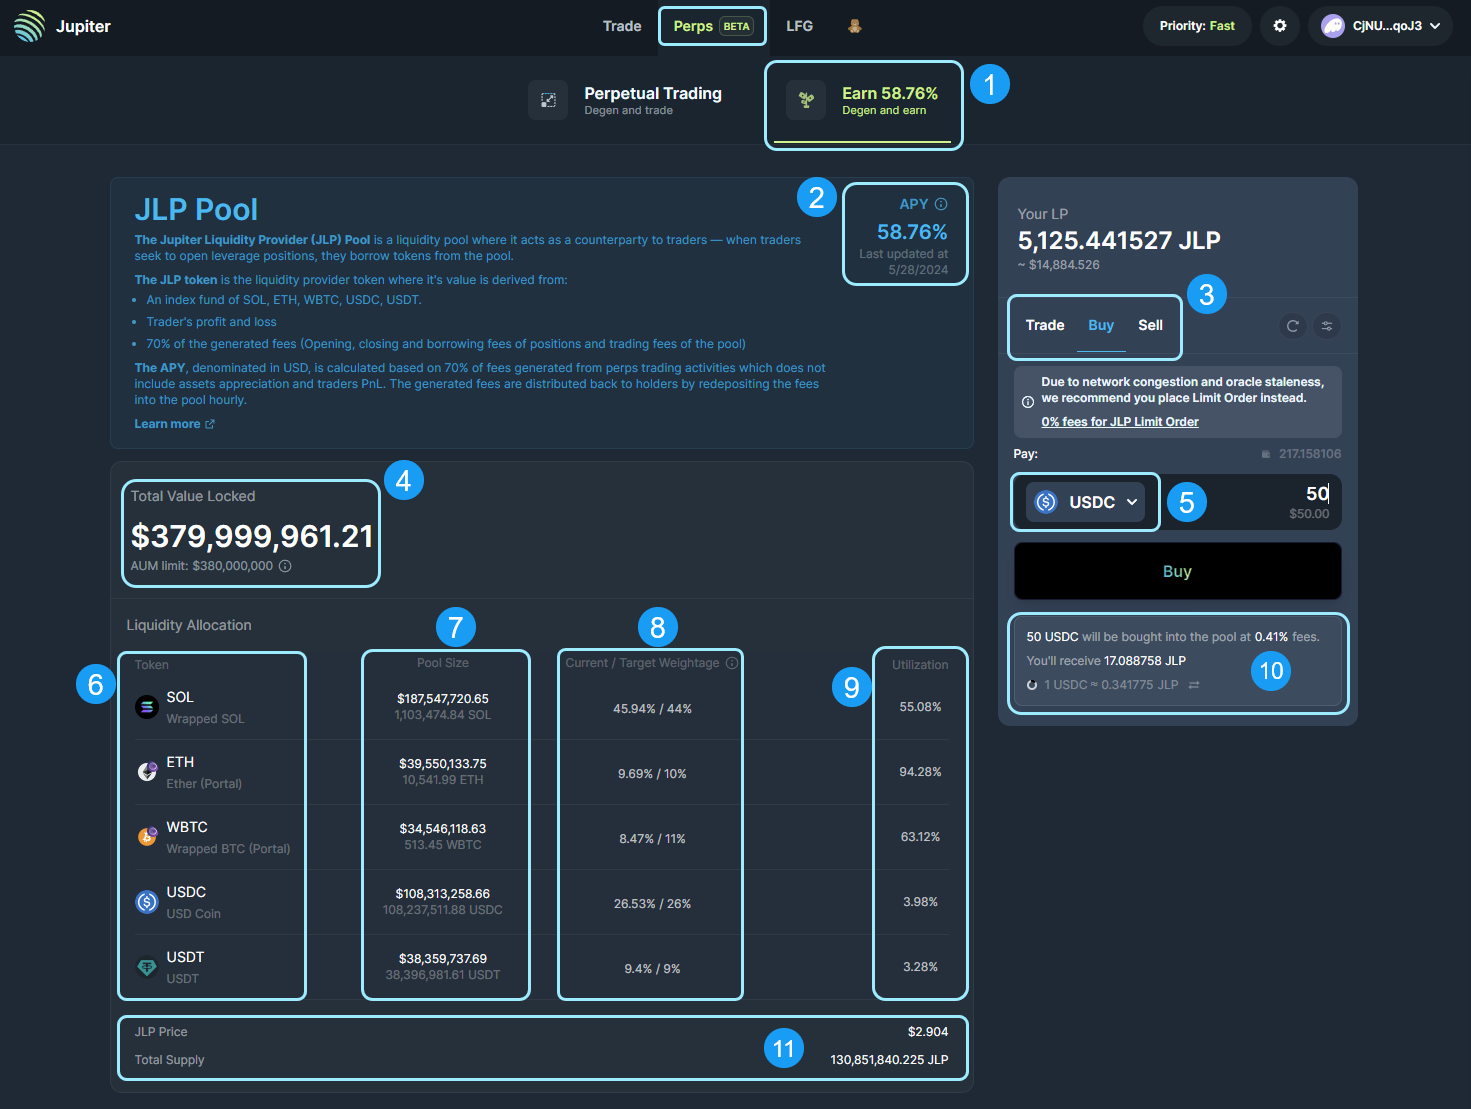 Jupiter
Trade
Perps BETA
LFG
Priority: Fast
CjNU...qoJ3
Perpetual Trading
Degen and trade
Earn 58.76%
Degen and earn
1
JLP Pool
The Jupiter Liquidity Provider (JLP) Pool is a liquidity pool where it acts as a counterparty to traders — when traders
seek to open leverage positions, they borrow tokens from the pool.
The JLP token is the liquidity provider token where it's value is derived from:
• An index fund of SOL, ETH, WBTC, USDC, USDT.
• Trader's profit and loss
• 70% of the generated fees (Opening, closing and borrowing fees of positions and trading fees of the pool)
The APY, denominated in USD, is calculated based on 70% of fees generated from perps trading activities which does not
include assets appreciation and traders PnL. The generated fees are distributed back to holders by redepositing the fees
into the pool hourly.
Learn more
2
APY
58.76%
Last updated at
5/28/2024
Your LP
5,125.441527 JLP
~ $14,884.526
3
Trade
Buy
Sell
Due to network congestion and oracle staleness,
we recommend you place Limit Order instead.
0% fees for JLP Limit Order
Pay:
217.158106
USDC
5
50
$50.00
Buy
50 USDC will be bought into the pool at 0.41% fees.
You'll receive 17.088758 JLP
1 USDC ≈ 0.341775 JLP
10
4
Total Value Locked
$379,999,961.21
AUM limit: $380,000,000
Liquidity Allocation
7
8
6
9
Token
Pool Size
Current / Target Weightage
Utilization
SOL
Wrapped SOL
$187,547,720.65
1,103,474.84 SOL
45.94% / 44%
55.08%
ETH
Ether (Portal)
$39,550,133.75
10,541.99 ETH
9.69% / 10%
94.28%
WBTC
Wrapped BTC (Portal)
$34,546,118.63
513.45 WBTC
8.47% / 11%
63.12%
USDC
USD Coin
$108,313,258.66
108,237,511.88 USDC
26.53% / 26%
3.98%
USDT
USDT
$38,359,737.69
38,396,981.61 USDT
9.4% / 9%
3.28%
JLP Price
$2.904
11
Total Supply
130,851,840.225 JLP